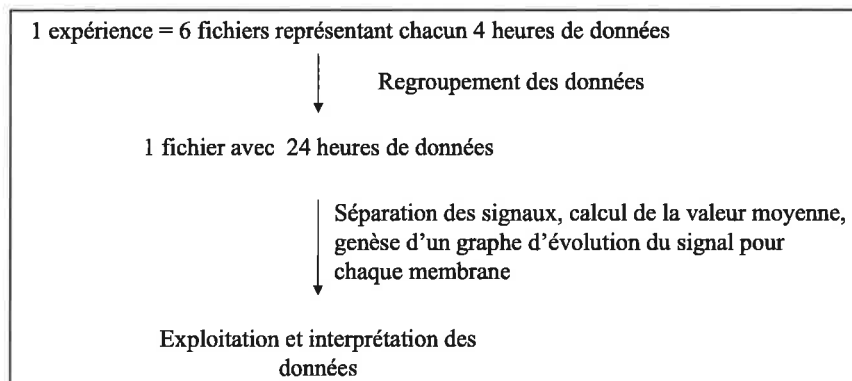 1 expérience = 6 fichiers représentant chacun 4 heures de données
Regroupement des données
1 fichier avec 24 heures de données
Séparation des signaux, calcul de la valeur moyenne,
genèse d'un graphe d'évolution du signal pour
chaque membrane
Exploitation et interprétation des
données